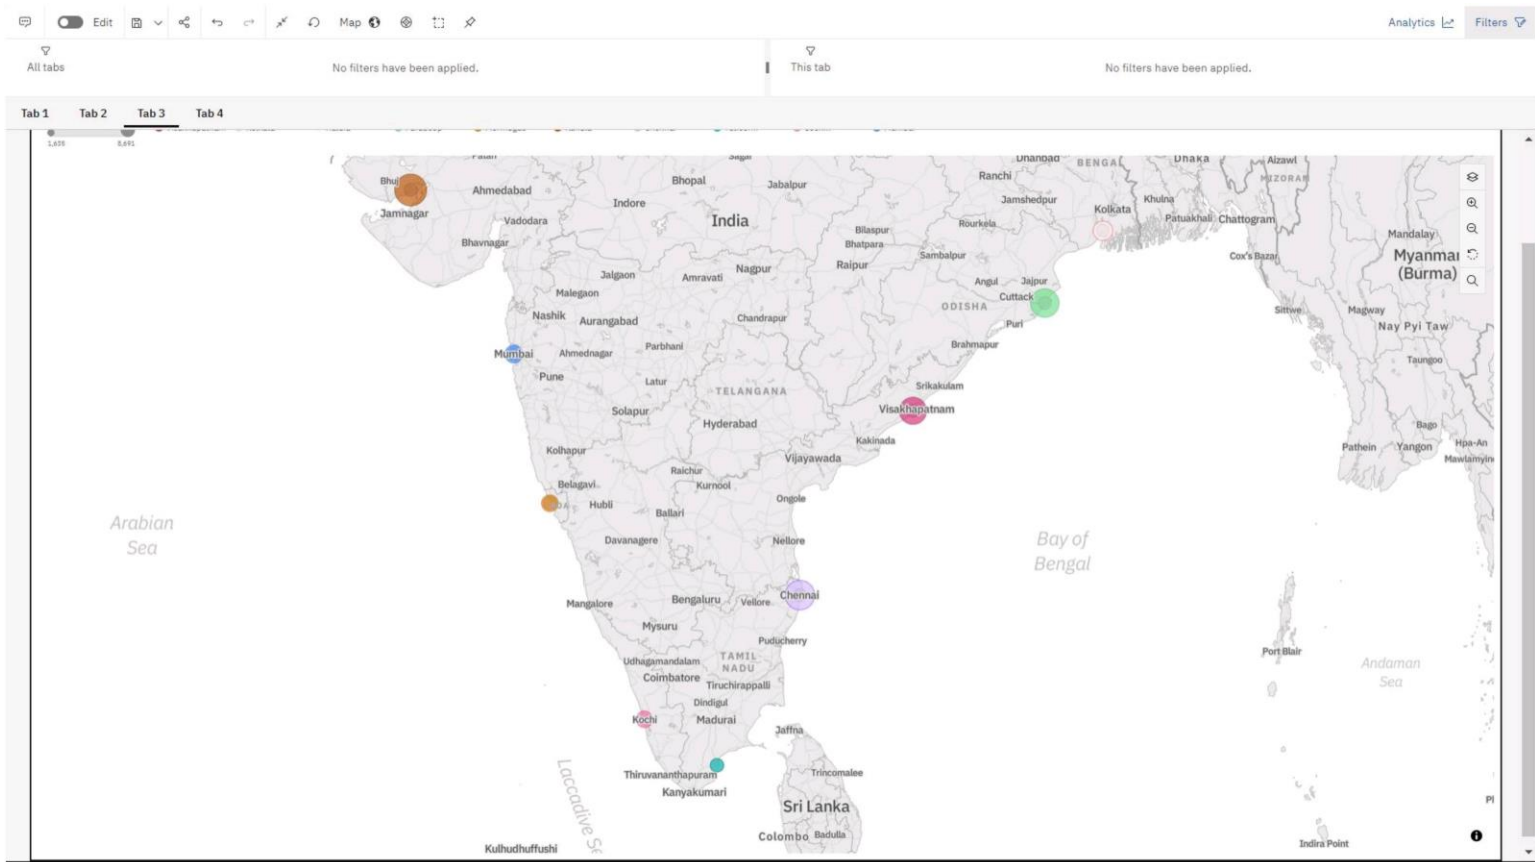 Edit
Map
Analytics
Filters
All tabs
No filters have been applied.
This tab
No filters have been applied.
Tab 1
Tab 2
Tab 3
Tab 4
Sagar
Dhanbad
BENGA
Dhaka
Aizawl
Bhuj
Ahmedabad
Bhopal
Jabalpur
Ranchi
MIZORAM
Jamnagar
Indore
Jamshedpur
Khulna
Kolkata
Vadodara
India
Rourkela
Patuakhali
Chattogram
Bhavnagar
Bilaspur
Bhatpara
Mandalay
Jalgaon
Amravati
Nagpur
Raipur
Sambalpur
Cox's Bazar
Myanmar
(Burma)
Malegaon
Angul
Jajpur
Cuttack
Nashik
Aurangabad
Chandrapur
ODISHA
Puri
Sittwe
Magway
Nay Pyi Taw
Mumbai
Ahmednagar
Parbhani
Brahmapur
Taungoo
Pune
Latur
TELANGANA
Srikakulam
Solapur
Hyderabad
Visakhapatnam
Kolhapur
Vijayawada
Kakinada
Bago
Pathein
Yangon
Hpa-An
Mawlamyin
Raichur
Belagavi
Kurnool
Hubli
Ballari
Ongole
Arabian
Sea
Davanagere
Nellore
Bay of
Bengal
Mangalore
Bengaluru
Vellore
Chennai
Mysuru
Puducherry
Udhagamandalam
TAMIL
NADU
Port Blair
Coimbatore
Tiruchirappalli
Andaman
Sea
Dindigul
Kochi
Madurai
Jaffna
Thiruvananthapuram
Trincomalee
Kanyakumari
Laccadive Se
Sri Lanka
Colombo
Badulla
Kulhudhuffushi
Indira Point